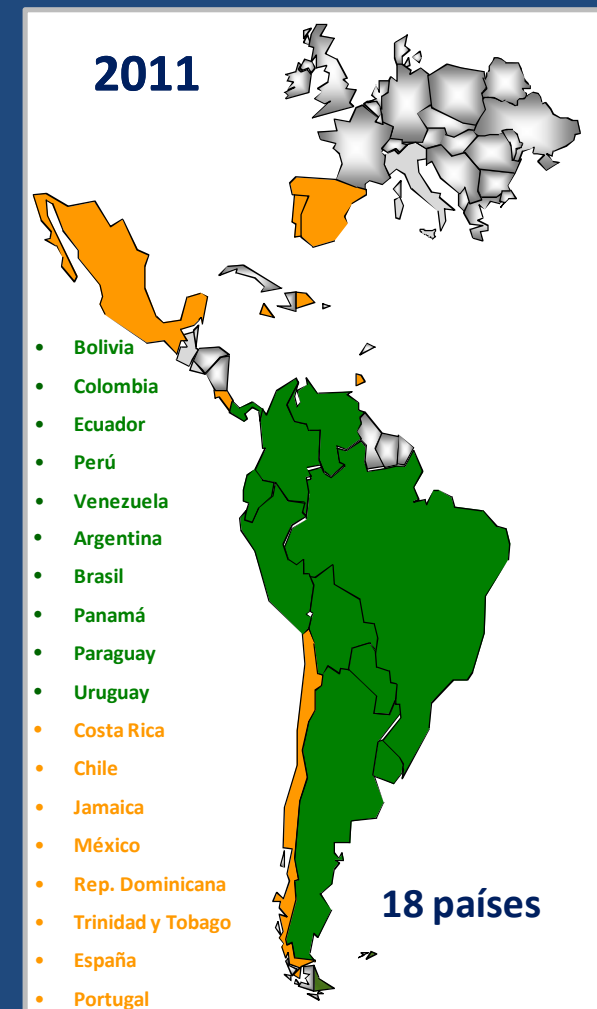 2011
• Bolivia
• Colombia
• Ecuador
• Perú
• Venezuela
• Argentina
• Brasil
• Panamá
• Paraguay
• Uruguay
• Costa Rica
• Chile
• Jamaica
• México
• Rep. Dominicana
• Trinidad y Tobago
• España
• Portugal
18 países